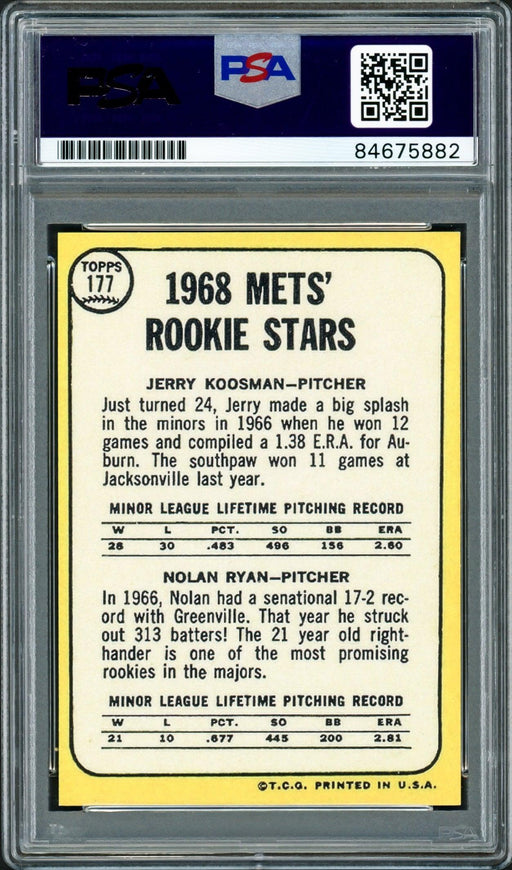 PSA
PSA
84675882
TOPPS
177
1968 METS'
ROOKIE STARS
JERRY KOOSMAN—PITCHER
Just turned 24, Jerry made a big splash
in the minors in 1966 when he won 12
games and compiled a 1.38 E.R.A. for Au-
burn. The southpaw won 11 games at
Jacksonville last year.
MINOR LEAGUE LIFETIME PITCHING RECORD
W L PCT. SO BB ERA
28 30 .483 496 156 2.60
NOLAN RYAN—PITCHER
In 1966, Nolan had a senational 17-2 rec-
ord with Greenville. That year he struck
out 313 batters! The 21 year old right-
hander is one of the most promising
rookies in the majors.
MINOR LEAGUE LIFETIME PITCHING RECORD
W L PCT. SO BB ERA
21 10 .677 445 200 2.81
©T.C.G. PRINTED IN U.S.A.
PSA